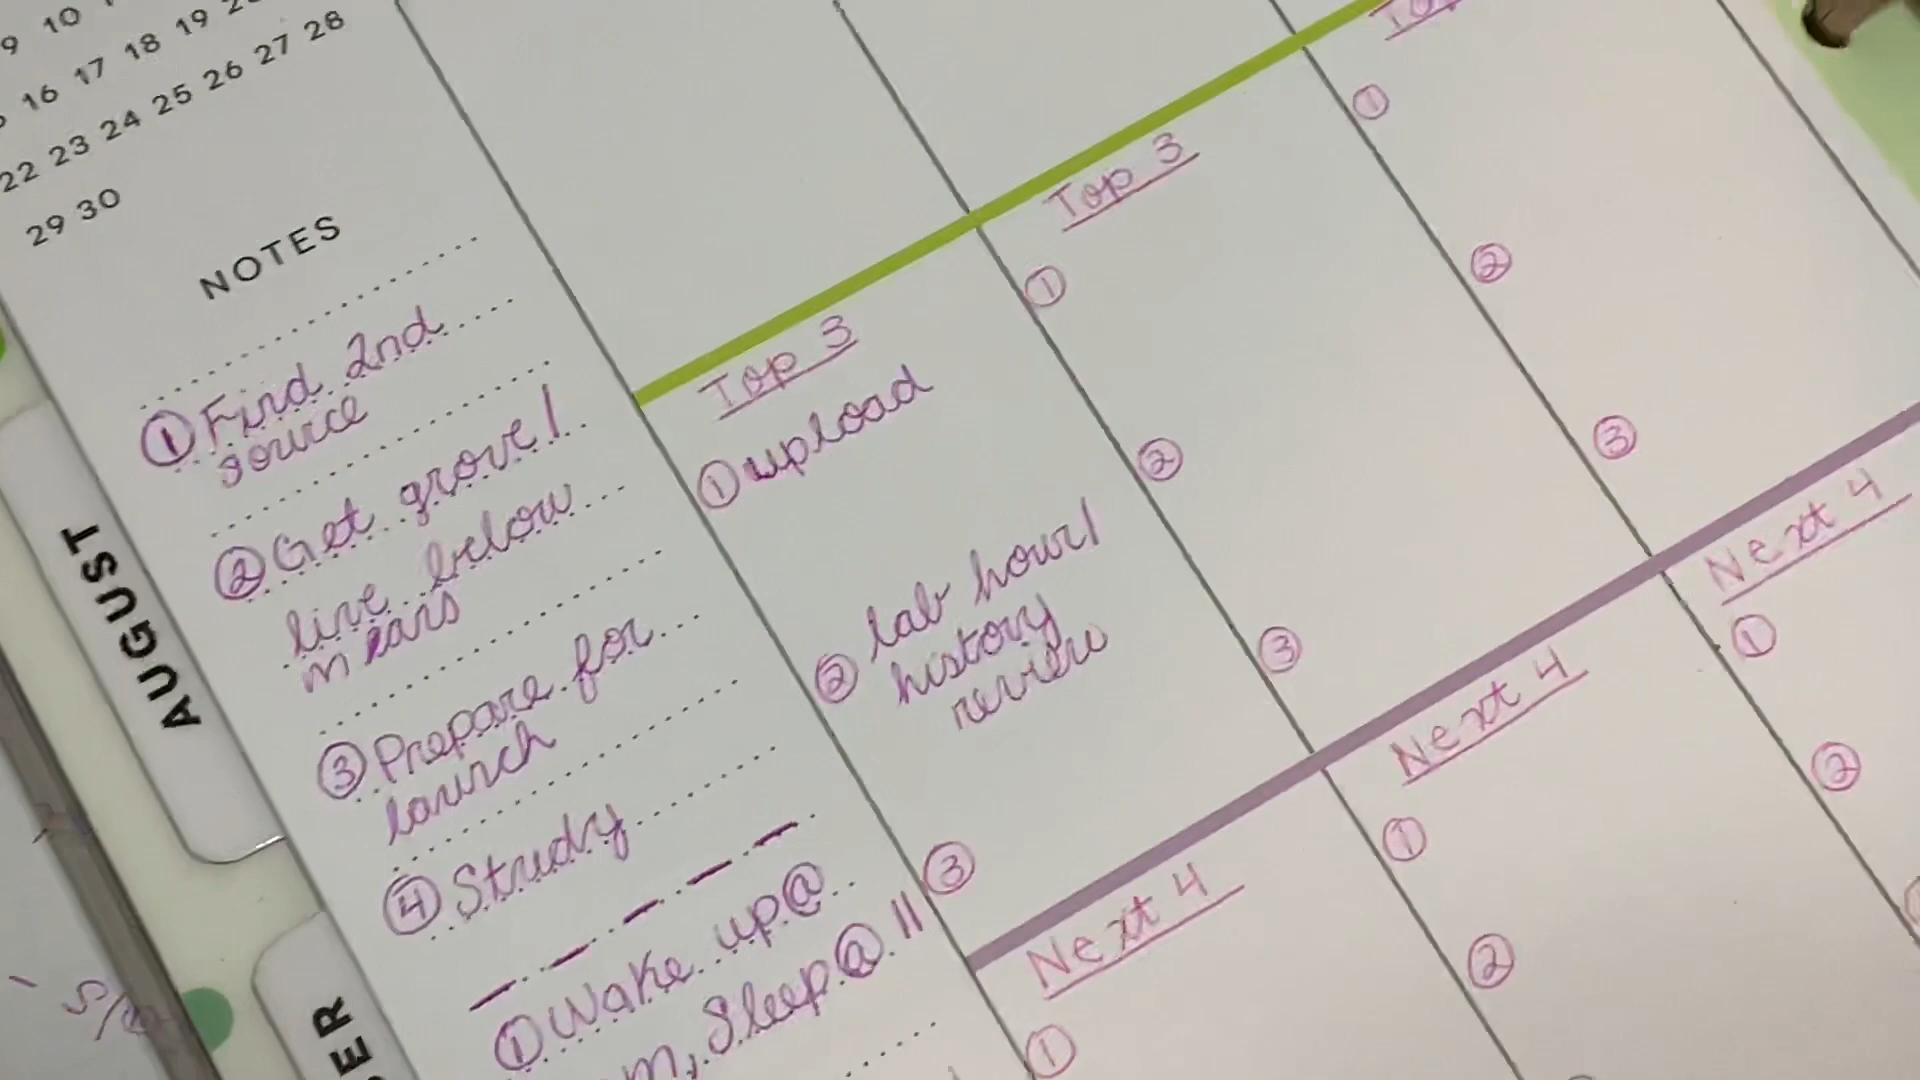 9 10
16 17 18 19
22 23 24 25 26 27 28
29 30
NOTES
① Find 2nd
source
② Get grove/
live below
means
③ Prepare for
launch
④ Study
① Wake up @
Sleep @ 11
AUGUST
Top 3
① upload
② lab hour/
history
review
③
Top 3
①
②
③
①
②
③
Next 4
①
Next 4
①
②
Next 4
①
②